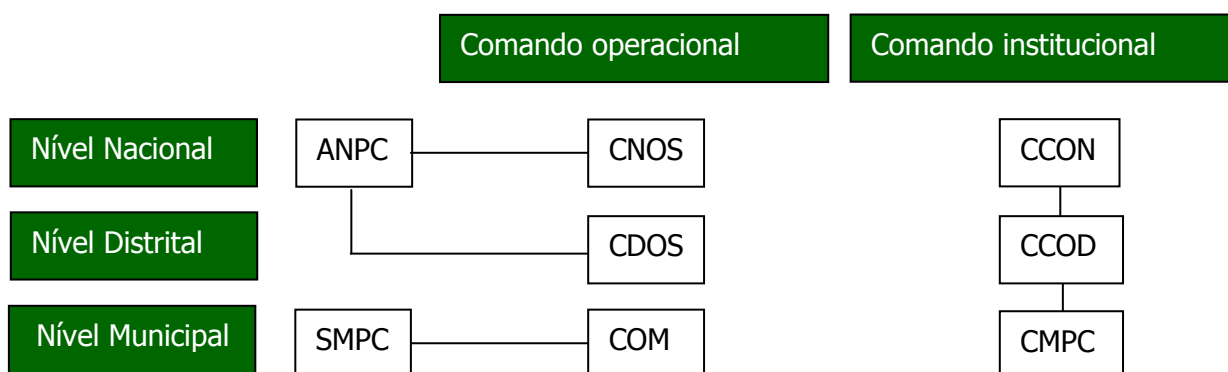 Comando operacional
Comando institucional
Nível Nacional
ANPC
CNOS
CCON
Nível Distrital
CDOS
CCOD
Nível Municipal
SMPC
COM
CMPC